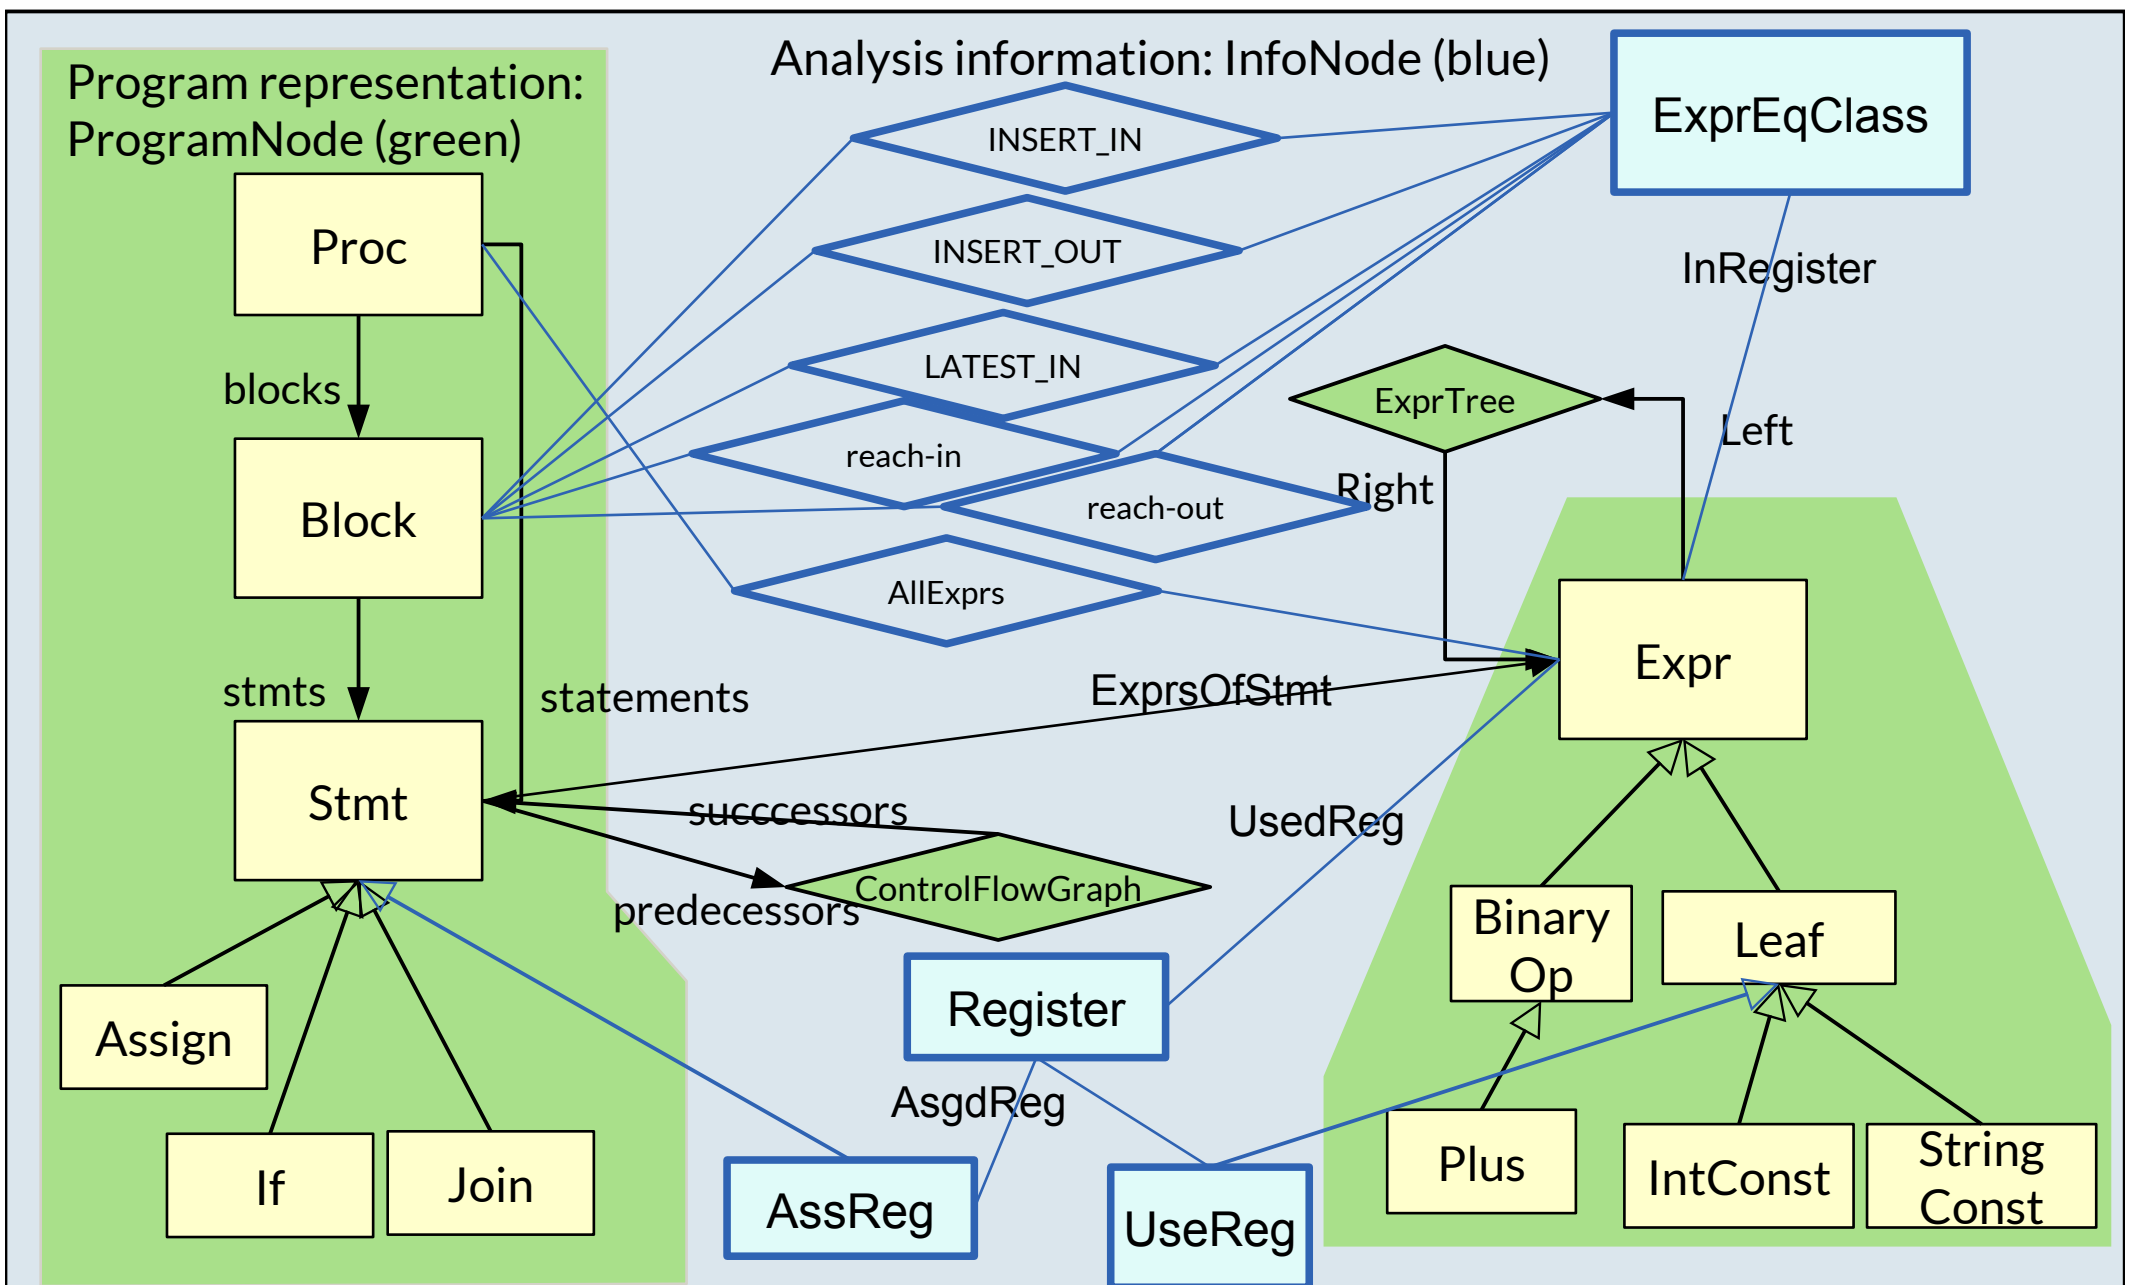 Program representation:
ProgramNode (green)
Analysis information: InfoNode (blue)
ExprEqClass
INSERT_IN
Proc
INSERT_OUT
InRegister
LATEST_IN
blocks
ExprTree
Left
reach-in
Right
Block
reach-out
AllExprs
Expr
stmts
statements
ExprsOfStmt
Stmt
succcessors
UsedReg
ControlFlowGraph
predecessors
Binary
Op
Leaf
Register
Assign
AsgdReg
If
Join
AssReg
UseReg
Plus
IntConst
String
Const